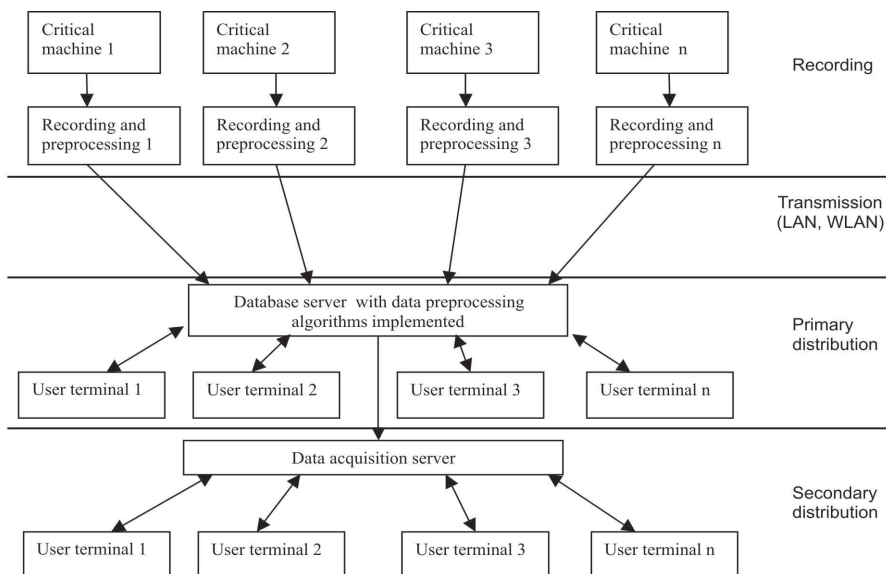 Critical
machine 1
Critical
machine 2
Critical
machine 3
Critical
machine n
Recording
Recording and
preprocessing 1
Recording and
preprocessing 2
Recording and
preprocessing 3
Recording and
preprocessing n
Transmission
(LAN, WLAN)
Database server with data preprocessing
algorithms implemented
Primary
distribution
User terminal 1
User terminal 2
User terminal 3
User terminal n
Data acquisition server
Secondary
distribution
User terminal 1
User terminal 2
User terminal 3
User terminal n